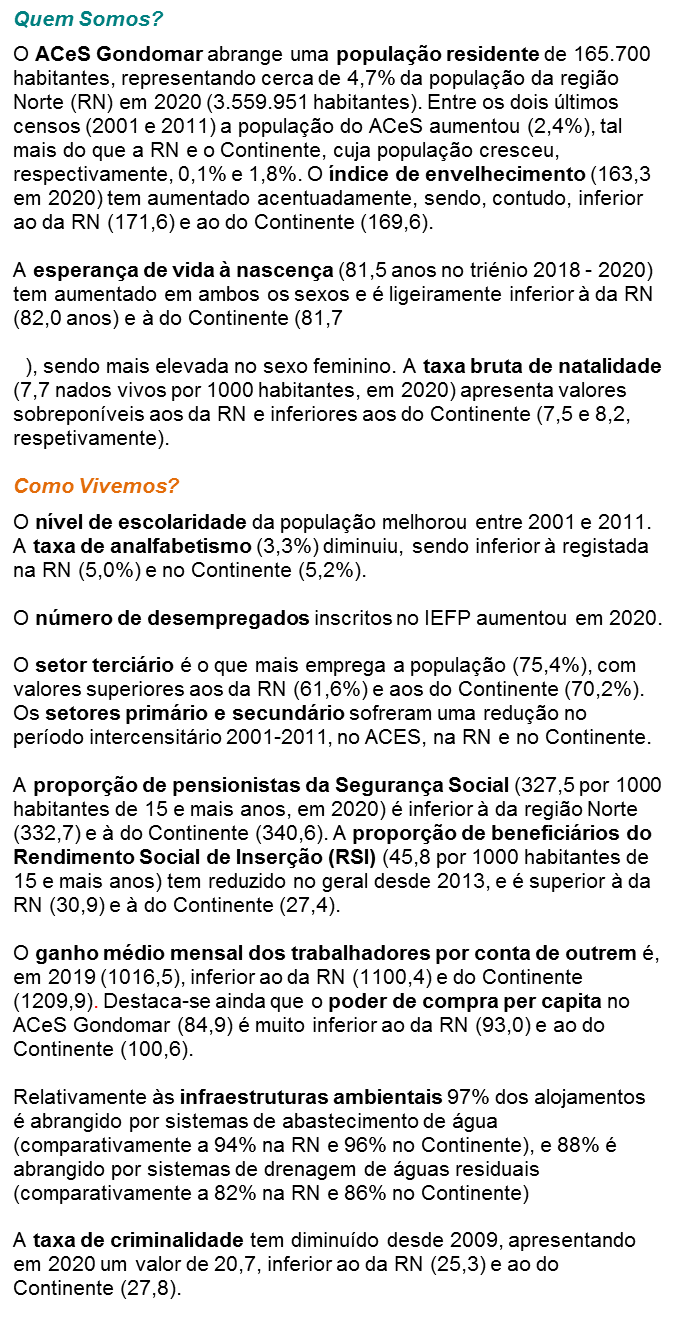 Quem Somos?
O ACeS Gondomar abrange uma população residente de 165.700
habitantes, representando cerca de 4,7% da população da região
Norte (RN) em 2020 (3.559.951 habitantes). Entre os dois últimos
censos (2001 e 2011) a população do ACeS aumentou (2,4%), tal
mais do que a RN e o Continente, cuja população cresceu,
respectivamente, 0,1% e 1,8%. O índice de envelhecimento (163,3
em 2020) tem aumentado acentuadamente, sendo, contudo, inferior
ao da RN (171,6) e ao do Continente (169,6).
A esperança de vida à nascença (81,5 anos no triénio 2018 - 2020)
tem aumentado em ambos os sexos e é ligeiramente inferior à da RN
(82,0 anos) e à do Continente (81,7
), sendo mais elevada no sexo feminino. A taxa bruta de natalidade
(7,7 nados vivos por 1000 habitantes, em 2020) apresenta valores
sobreponíveis aos da RN e inferiores aos do Continente (7,5 e 8,2,
respetivamente).
Como Vivemos?
O nível de escolaridade da população melhorou entre 2001 e 2011.
A taxa de analfabetismo (3,3%) diminuiu, sendo inferior à registada
na RN (5,0%) e no Continente (5,2%).
O número de desempregados inscritos no IEFP aumentou em 2020.
O setor terciário é o que mais emprega a população (75,4%), com
valores superiores aos da RN (61,6%) e aos do Continente (70,2%).
Os setores primário e secundário sofreram uma redução no
período intercensitário 2001-2011, no ACES, na RN e no Continente.
A proporção de pensionistas da Segurança Social (327,5 por 1000
habitantes de 15 e mais anos, em 2020) é inferior à da região Norte
(332,7) e à do Continente (340,6). A proporção de beneficiários do
Rendimento Social de Inserção (RSI) (45,8 por 1000 habitantes de
15 e mais anos) tem reduzido no geral desde 2013, e é superior à da
RN (30,9) e à do Continente (27,4).
O ganho médio mensal dos trabalhadores por conta de outrem é,
em 2019 (1016,5), inferior ao da RN (1100,4) e do Continente
(1209,9). Destaca-se ainda que o poder de compra per capita no
ACeS Gondomar (84,9) é muito inferior ao da RN (93,0) e ao do
Continente (100,6).
Relativamente às infraestruturas ambientais 97% dos alojamentos
é abrangido por sistemas de abastecimento de água
(comparativamente a 94% na RN e 96% no Continente), e 88% é
abrangido por sistemas de drenagem de águas residuais
(comparativamente a 82% na RN e 86% no Continente)
A taxa de criminalidade tem diminuído desde 2009, apresentando
em 2020 um valor de 20,7, inferior ao da RN (25,3) e ao do
Continente (27,8).